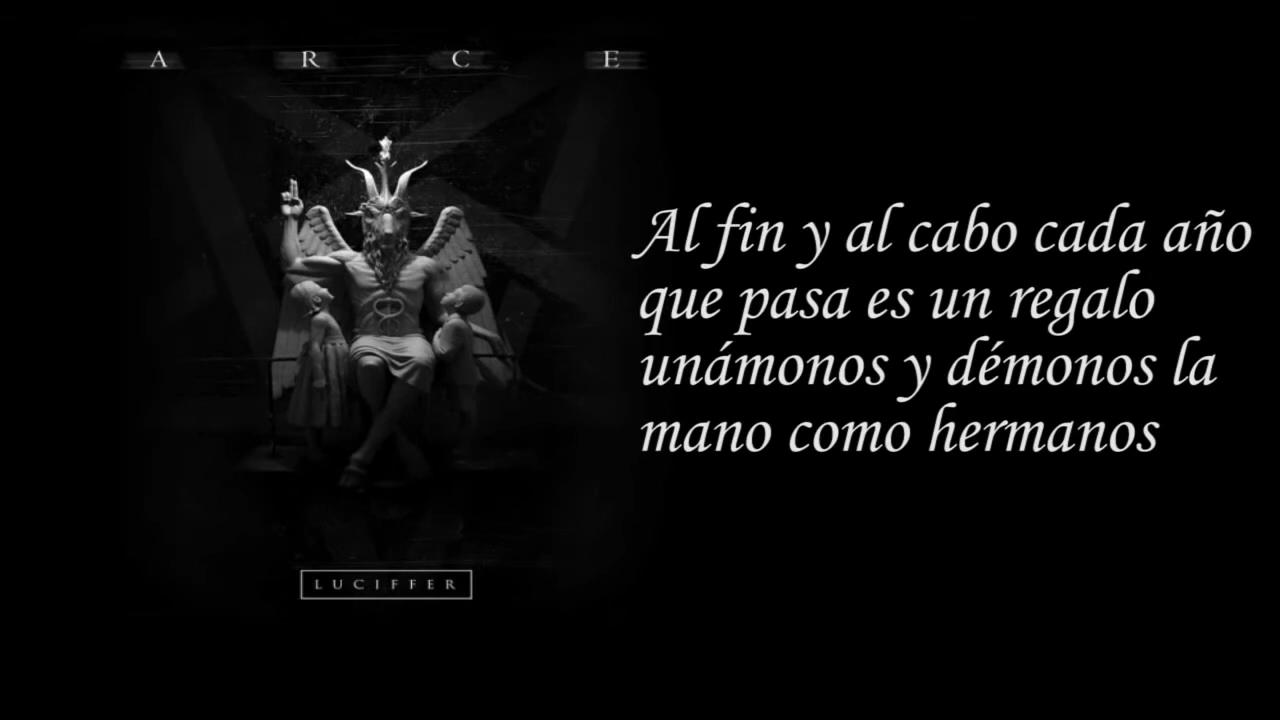 A R C E
Al fin y al cabo cada año
que pasa es un regalo
unámonos y démonos la
mano como hermanos
LUCIFFER